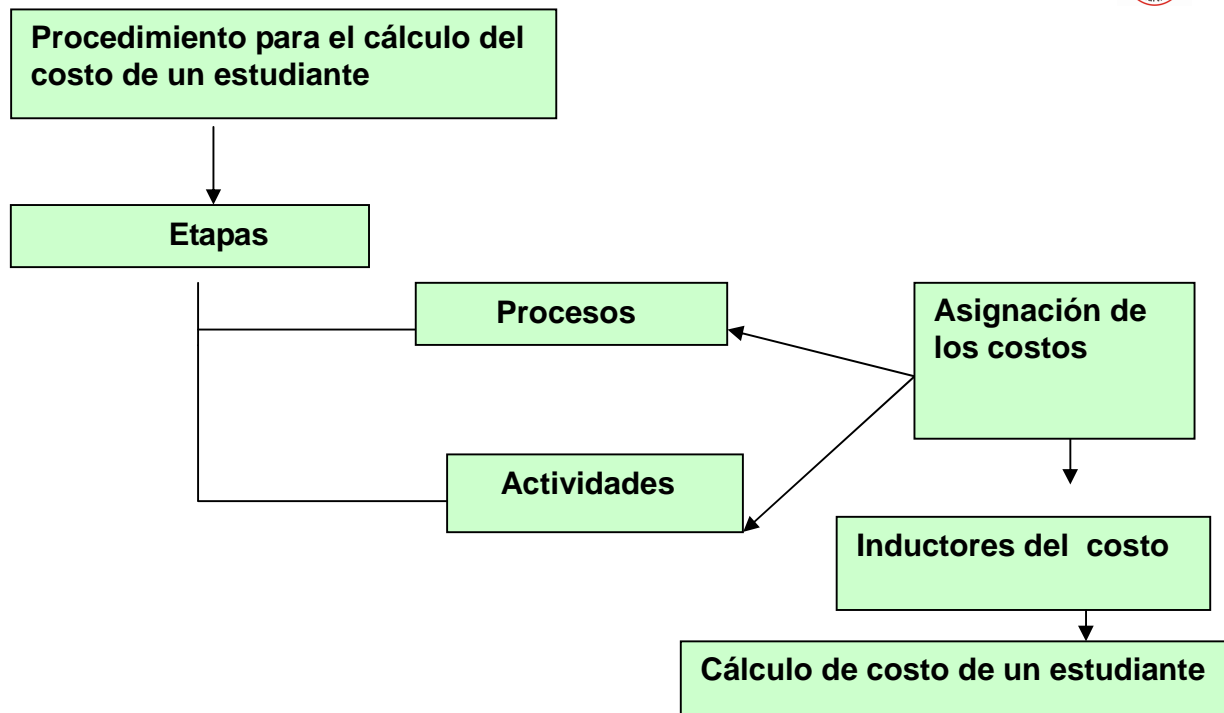 Procedimiento para el cálculo del
costo de un estudiante
Etapas
Procesos
Asignación de
los costos
Actividades
Inductores del costo
Cálculo de costo de un estudiante